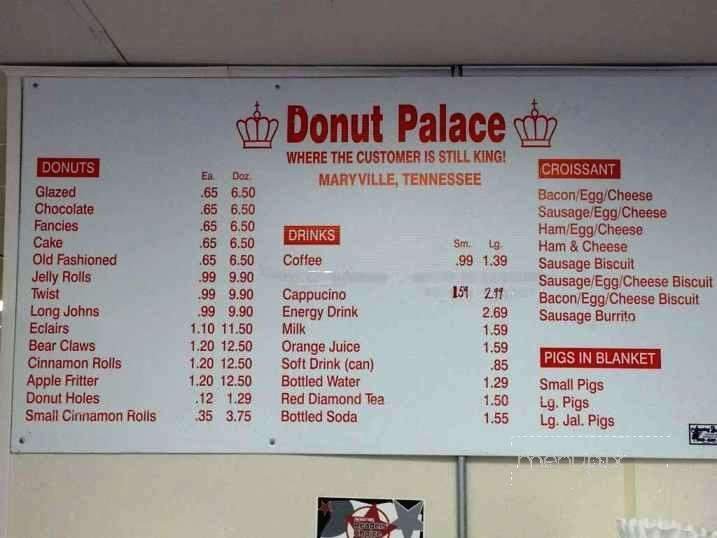 Donut Palace
WHERE THE CUSTOMER IS STILL KING!
MARYVILLE, TENNESSEE
DONUTS
Ea. Doz.
Glazed .65 6.50
Chocolate .65 6.50
Fancies .65 6.50
Cake .65 6.50
Old Fashioned .65 6.50
Jelly Rolls .99 9.90
Twist .99 9.90
Long Johns .99 9.90
Eclairs 1.10 11.50
Bear Claws 1.20 12.50
Cinnamon Rolls 1.20 12.50
Apple Fritter 1.20 12.50
Donut Holes .12 1.29
Small Cinnamon Rolls .35 3.75
DRINKS
Sm. Lg.
Coffee .99 1.39
Cappucino 1.59 2.99
Energy Drink 2.69
Milk 1.59
Orange Juice 1.59
Soft Drink (can) .85
Bottled Water 1.29
Red Diamond Tea 1.50
Bottled Soda 1.55
CROISSANT
Bacon/Egg/Cheese
Sausage/Egg/Cheese
Ham/Egg/Cheese
Ham & Cheese
Sausage Biscuit
Sausage/Egg/Cheese Biscuit
Bacon/Egg/Cheese Biscuit
Sausage Burrito
PIGS IN BLANKET
Small Pigs
Lg. Pigs
Lg. Jal. Pigs